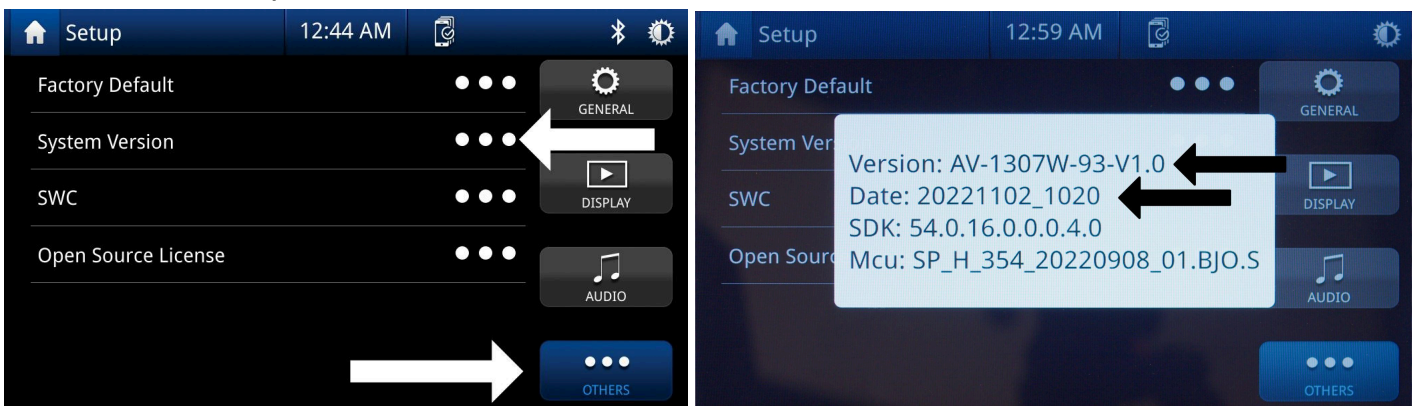 Setup
12:44 AM
Factory Default
System Version
SWC
Open Source License
GENERAL
DISPLAY
AUDIO
OTHERS
Setup
12:59 AM
Factory Default
System Ver
SWC
Open Sourc
Version: AV-1307W-93-V1.0
Date: 20221102_1020
SDK: 54.0.16.0.0.0.4.0
Mcu: SP_H_354_20220908_01.BJO.S
GENERAL
DISPLAY
AUDIO
OTHERS